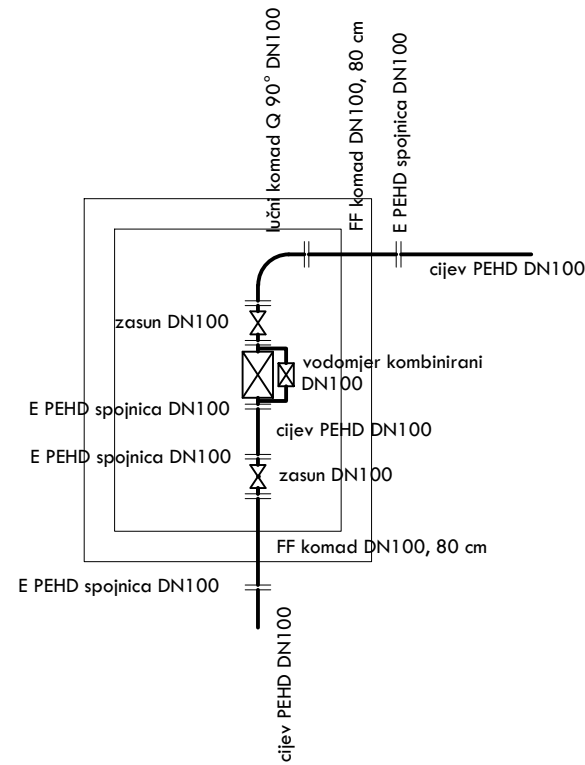 lučni komad Q 90° DN100
FF komad DN100, 80 cm
E PEHD spojnica DN100
cijev PEHD DN100
zasun DN100
vodomjer kombinirani
DN100
E PEHD spojnica DN100
cijev PEHD DN100
E PEHD spojnica DN100
zasun DN100
FF komad DN100, 80 cm
E PEHD spojnica DN100
cijev PEHD DN100